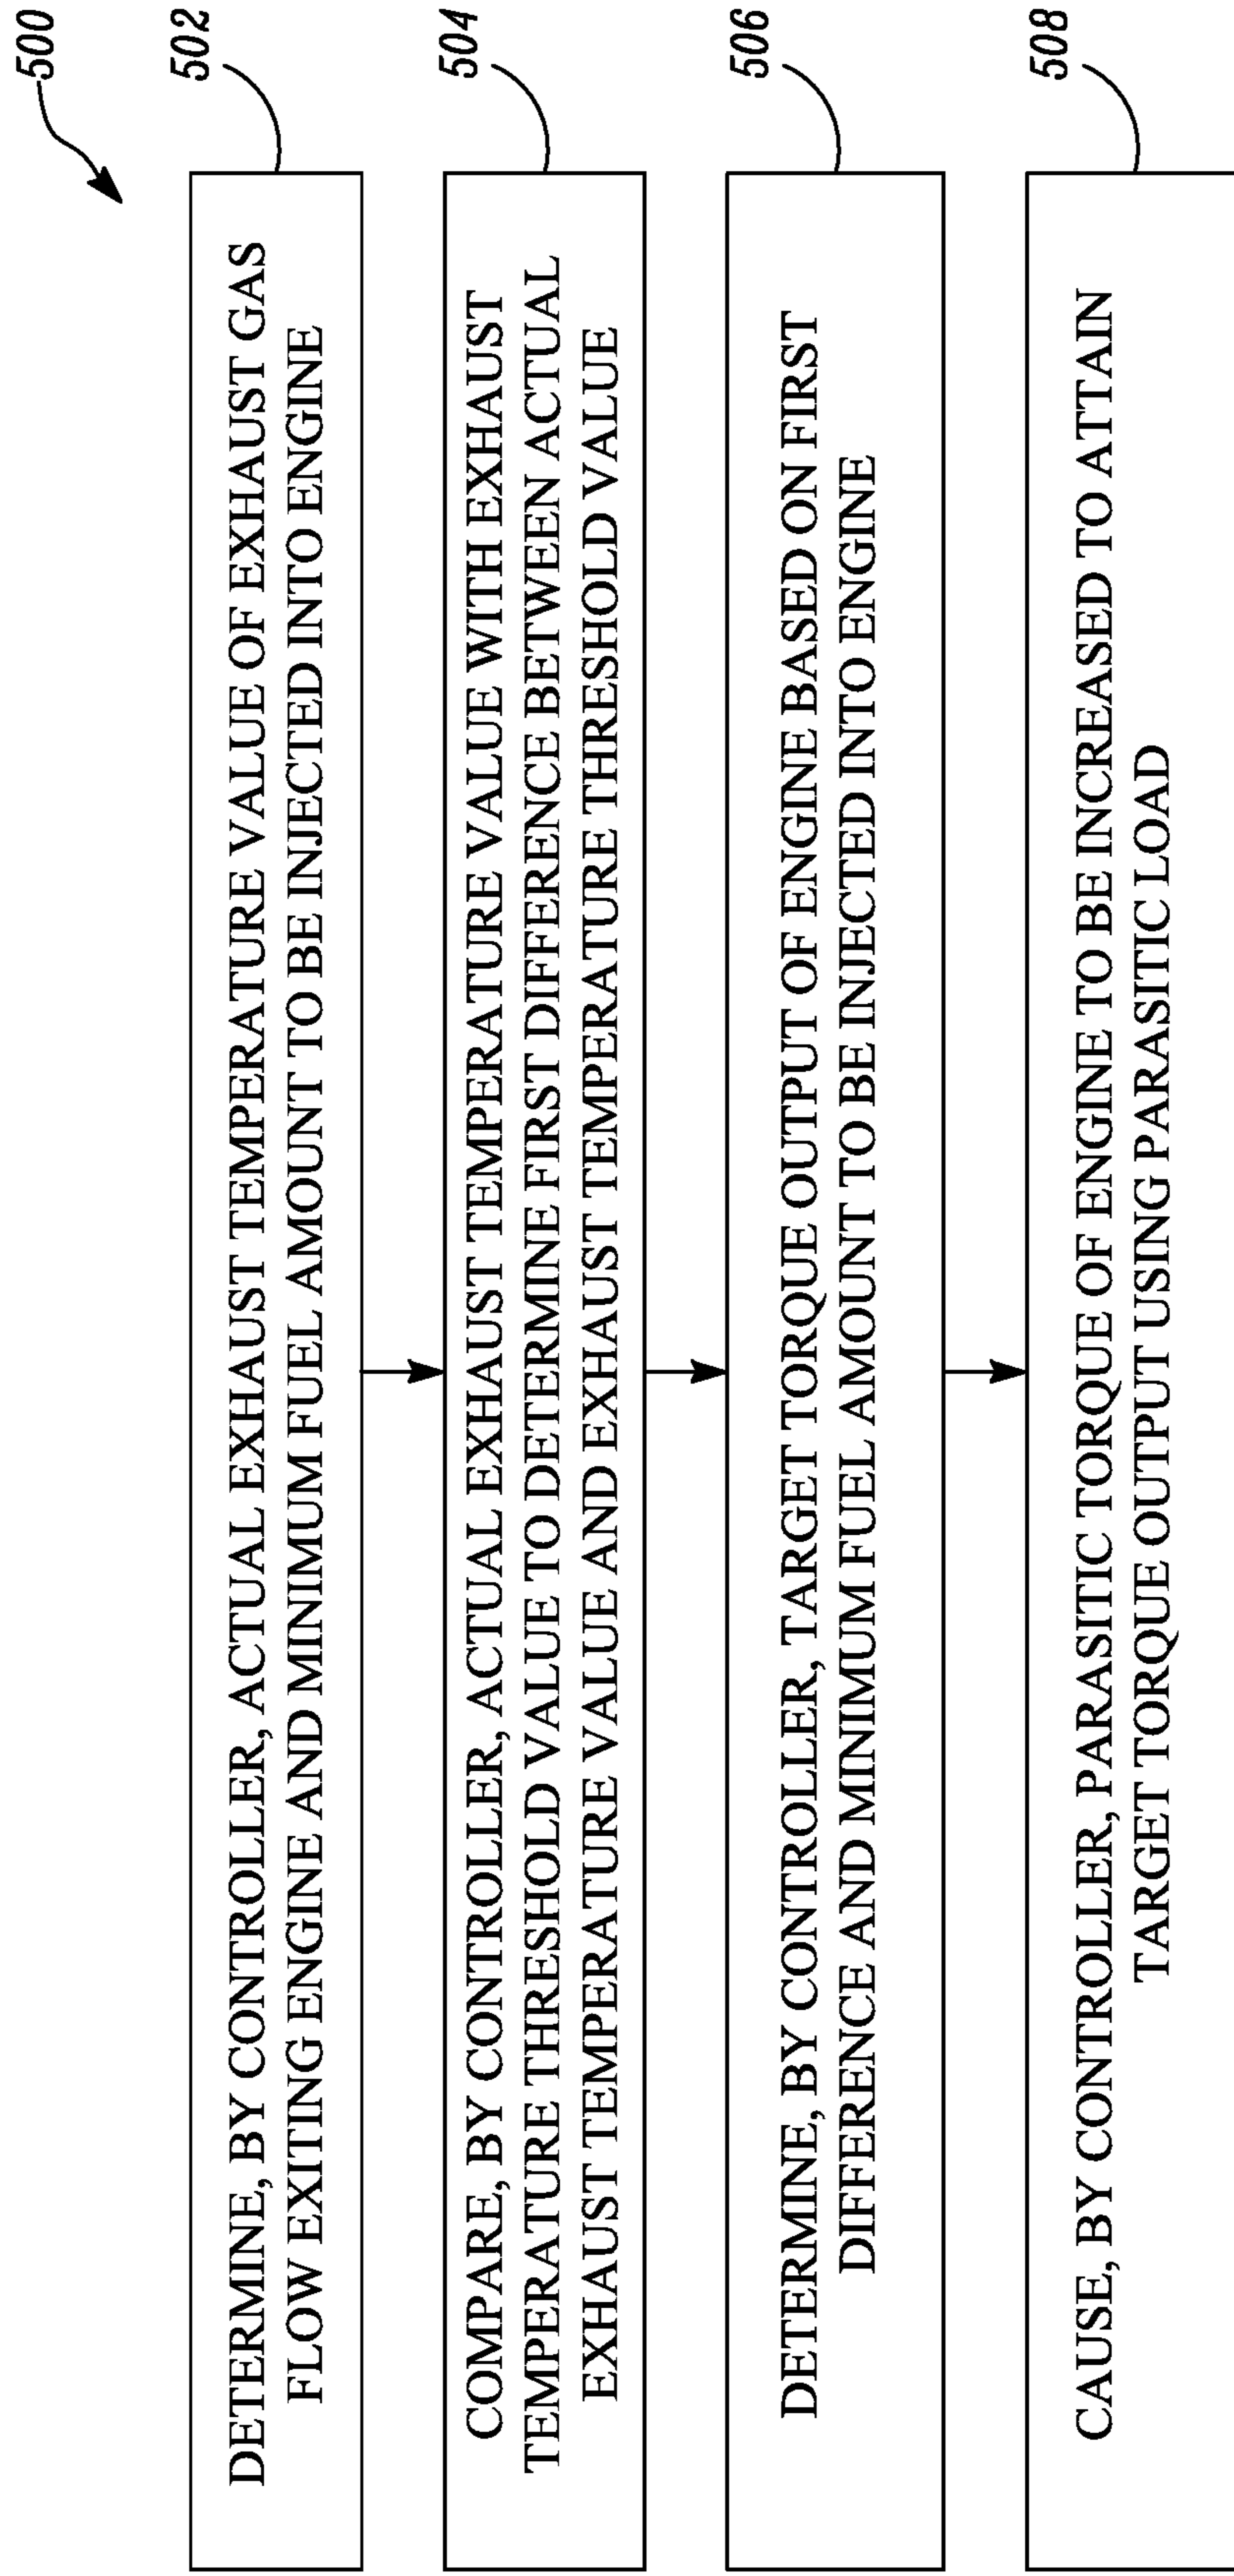 500
502
DETERMINE, BY CONTROLLER, ACTUAL EXHAUST TEMPERATURE VALUE OF EXHAUST GAS
FLOW EXITING ENGINE AND MINIMUM FUEL AMOUNT TO BE INJECTED INTO ENGINE
504
COMPARE, BY CONTROLLER, ACTUAL EXHAUST TEMPERATURE VALUE WITH EXHAUST
TEMPERATURE THRESHOLD VALUE TO DETERMINE FIRST DIFFERENCE BETWEEN ACTUAL
EXHAUST TEMPERATURE VALUE AND EXHAUST TEMPERATURE THRESHOLD VALUE
506
DETERMINE, BY CONTROLLER, TARGET TORQUE OUTPUT OF ENGINE BASED ON FIRST
DIFFERENCE AND MINIMUM FUEL AMOUNT TO BE INJECTED INTO ENGINE
508
CAUSE, BY CONTROLLER, PARASITIC TORQUE OF ENGINE TO BE INCREASED TO ATTAIN
TARGET TORQUE OUTPUT USING PARASITIC LOAD